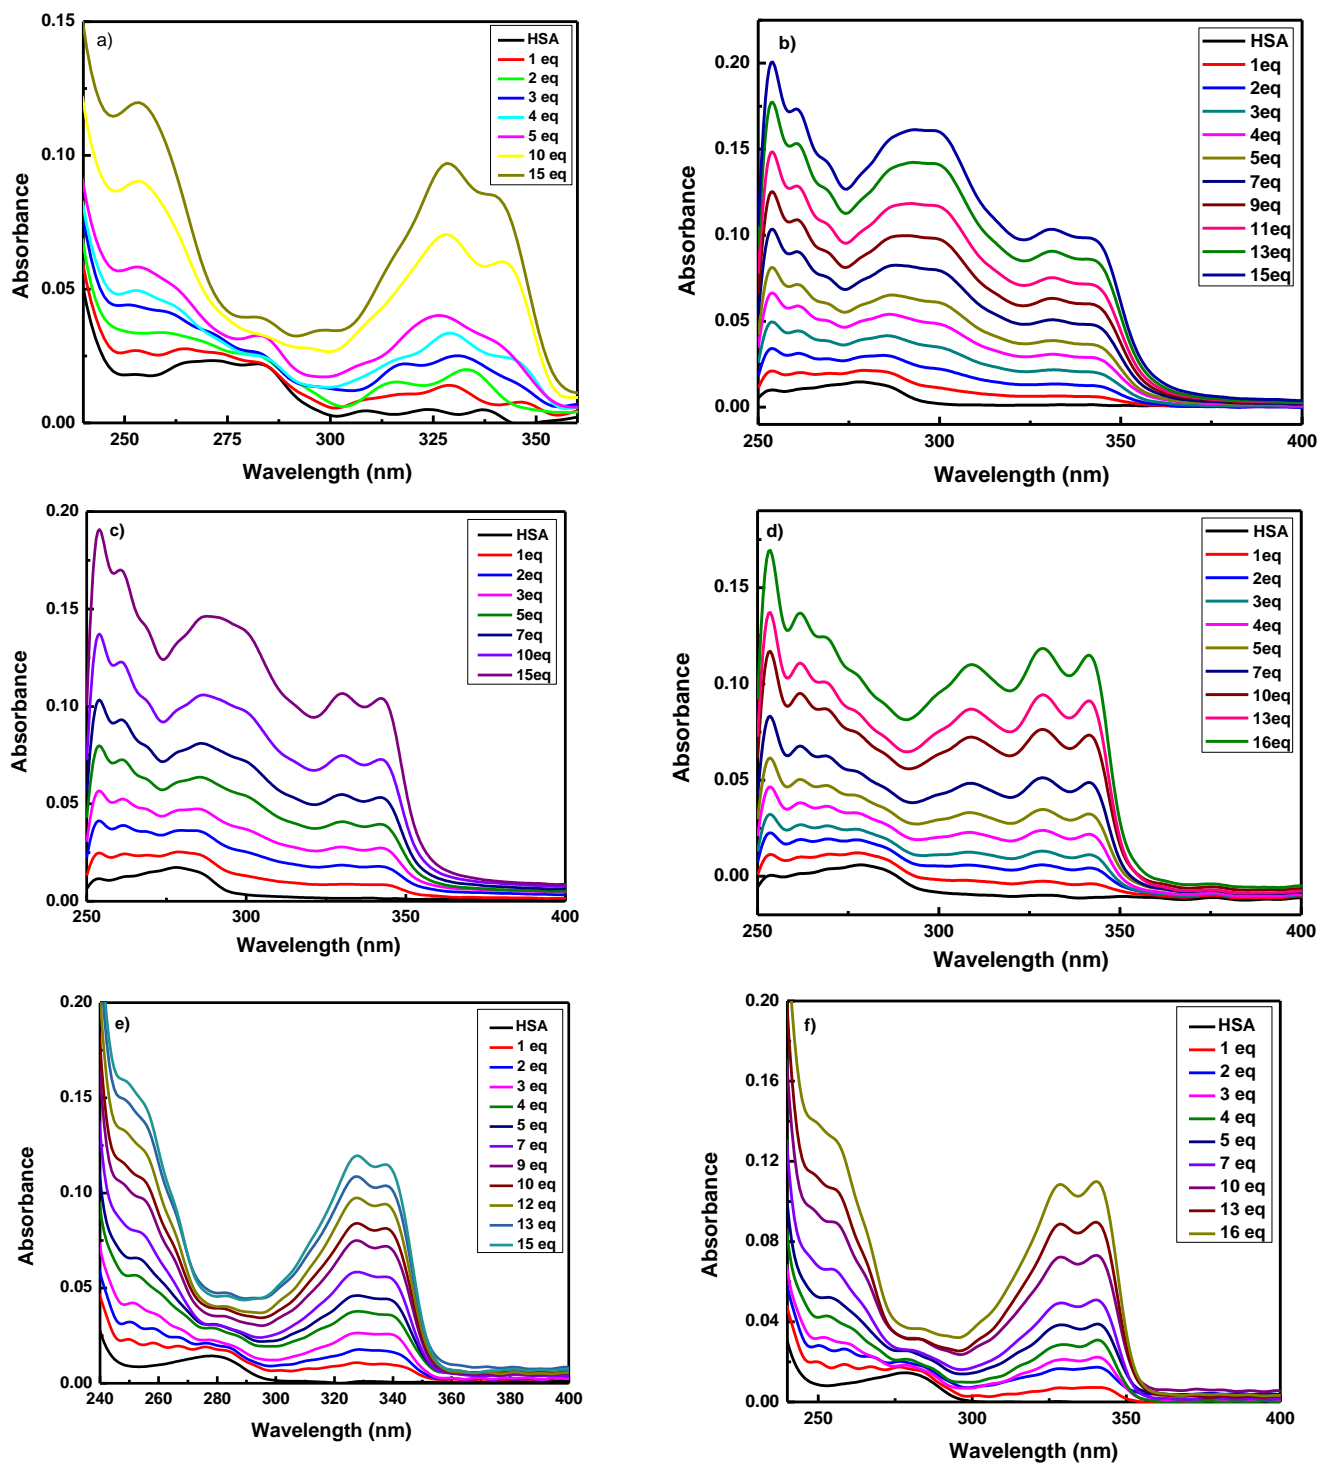 a)
0.15
0.10
0.05
0.00
Absorbance
250
275
300
325
350
Wavelength (nm)
HSA
1 eq
2 eq
3 eq
4 eq
5 eq
10 eq
15 eq
b)
0.20
0.15
0.10
0.05
0.00
Absorbance
250
300
350
400
Wavelength (nm)
HSA
1eq
2eq
3eq
4eq
5eq
7eq
9eq
11eq
13eq
15eq
c)
0.20
0.15
0.10
0.05
0.00
Absorbance
250
300
350
400
Wavelength (nm)
HSA
1eq
2eq
3eq
5eq
7eq
10eq
15eq
d)
0.15
0.10
0.05
0.00
Absorbance
250
300
350
400
Wavelength (nm)
HSA
1eq
2eq
3eq
4eq
5eq
7eq
10eq
13eq
16eq
e)
0.20
0.15
0.10
0.05
0.00
Absorbance
240
260
280
300
320
340
360
380
400
Wavelength (nm)
HSA
1 eq
2 eq
3 eq
4 eq
5 eq
7 eq
9 eq
10 eq
12 eq
13 eq
15 eq
f)
0.20
0.16
0.12
0.08
0.04
0.00
Absorbance
250
300
350
400
Wavelength (nm)
HSA
1 eq
2 eq
3 eq
4 eq
5 eq
7 eq
10 eq
13 eq
16 eq